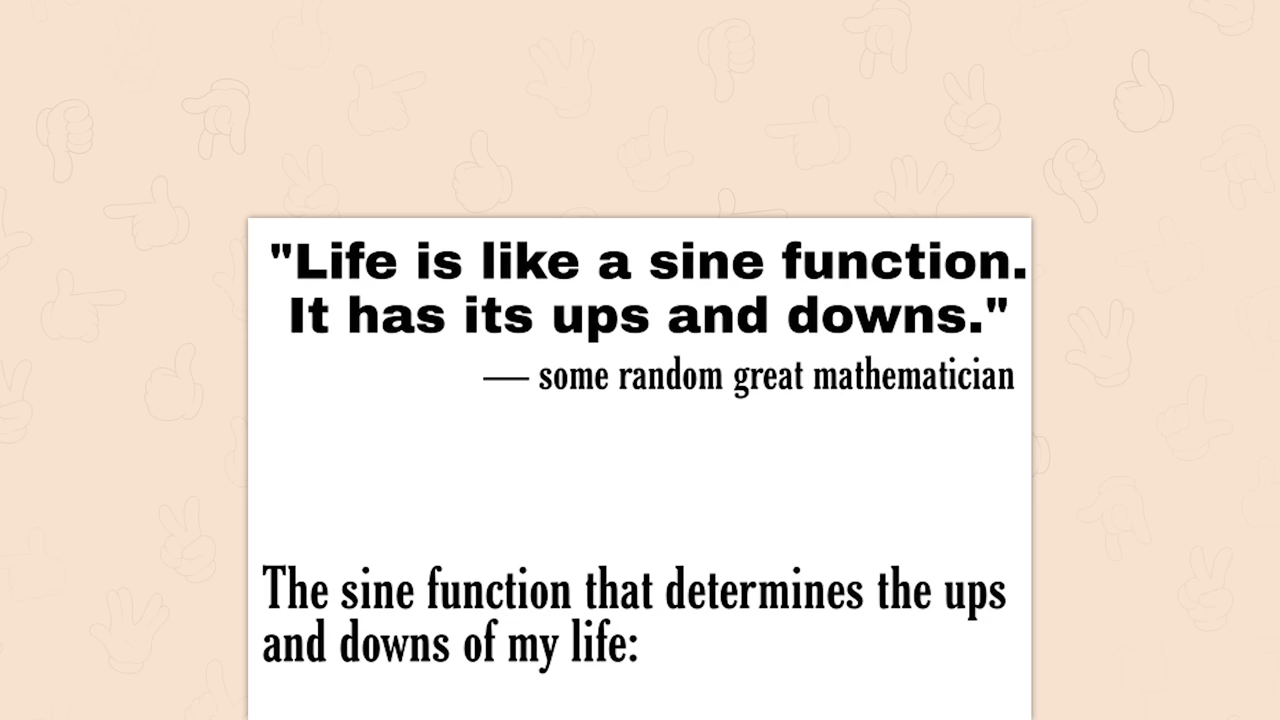 "Life is like a sine function.
It has its ups and downs."
— some random great mathematician
The sine function that determines the ups
and downs of my life: